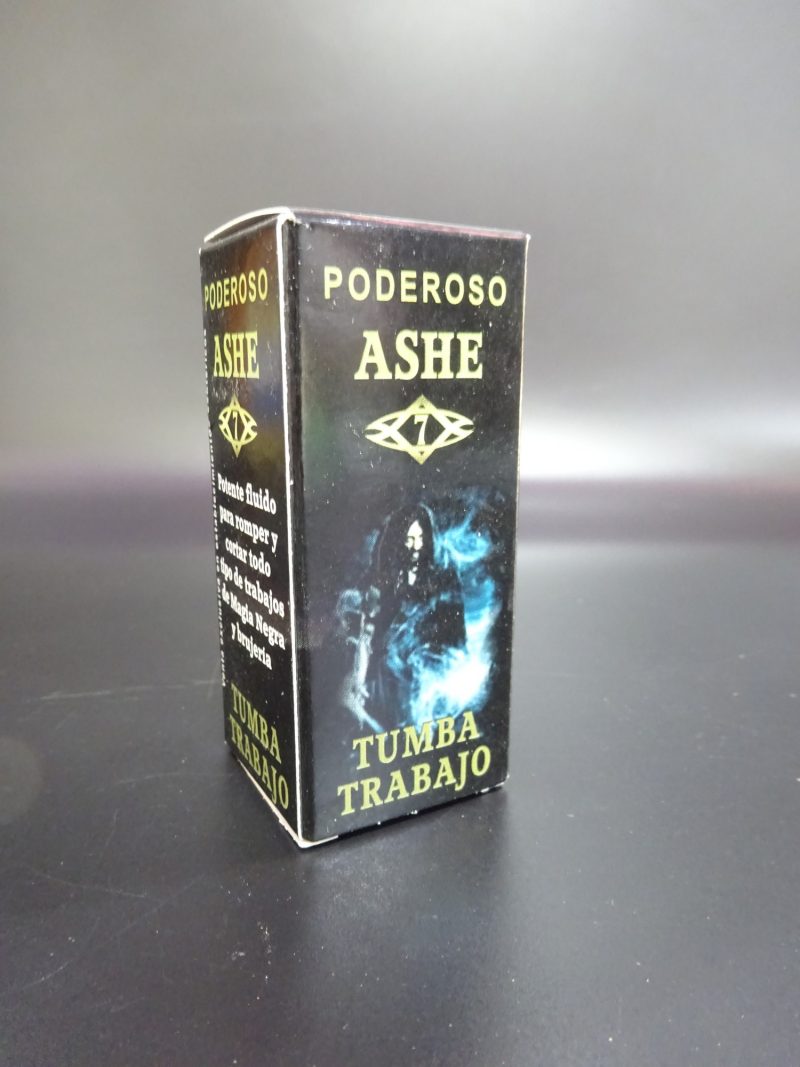 PODEROSO
ASHE
7
Potente fluido
para romper y
cortar todo
tipo de trabajos
de Magia Negra
y brujería
TUMBA
TRABAJO
PODEROSO
ASHE
7
TUMBA
TRABAJO